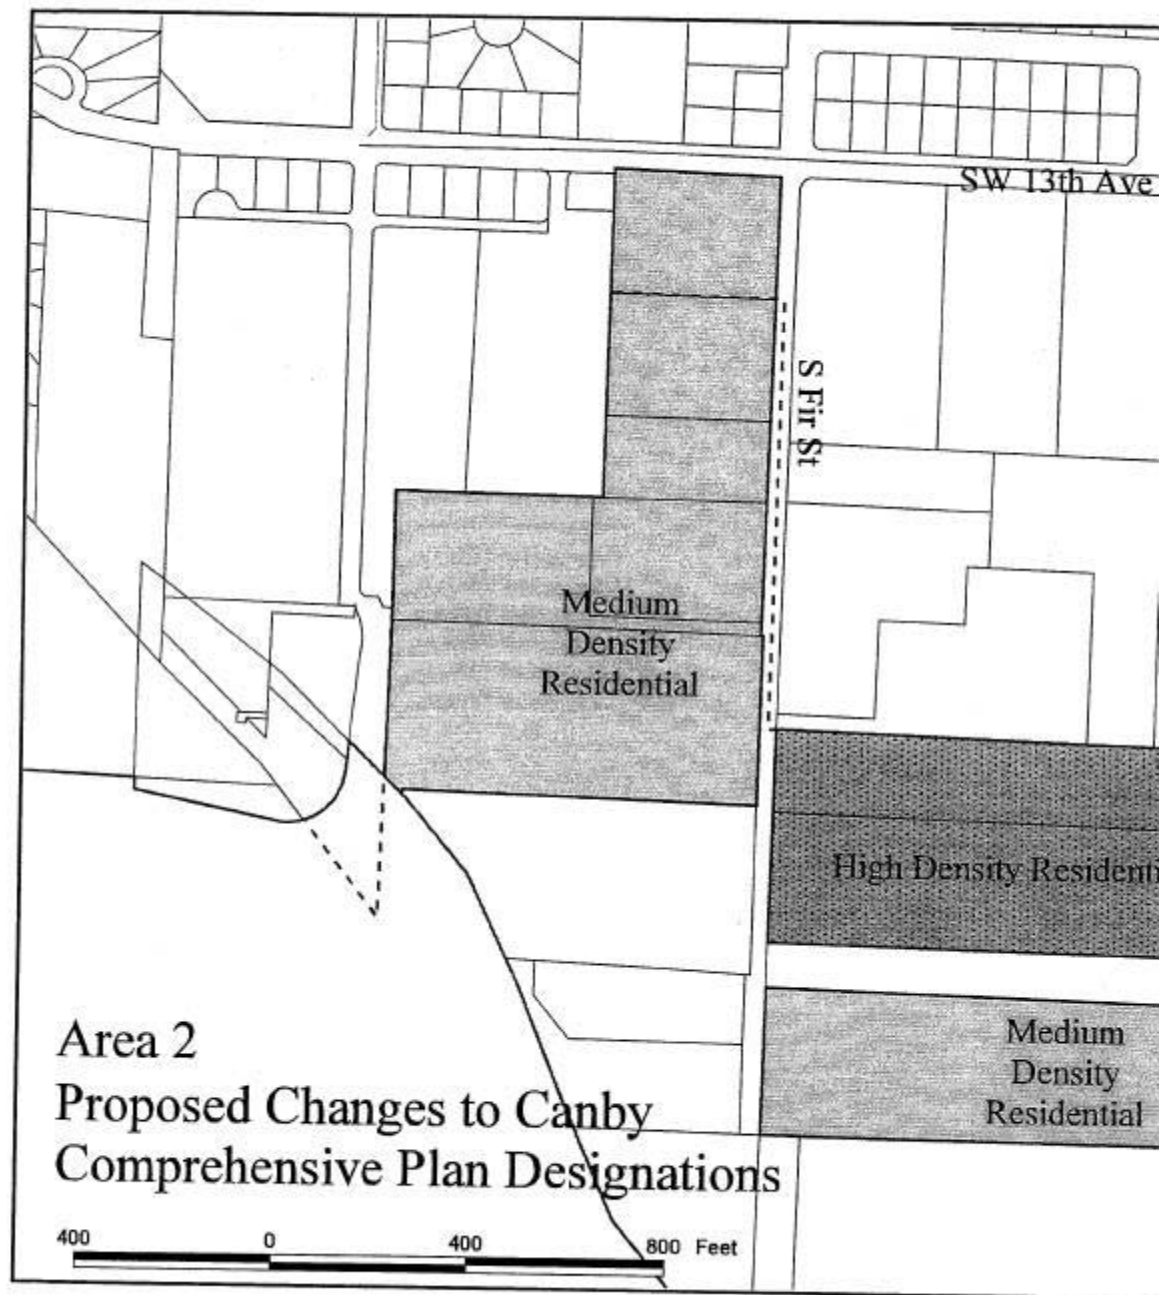 SW 13th Ave
S Fir St
Medium
Density
Residential
High Density Residenti
Medium
Density
Residential
Area 2
Proposed Changes to Canby
Comprehensive Plan Designations
400 0 400 800 Feet